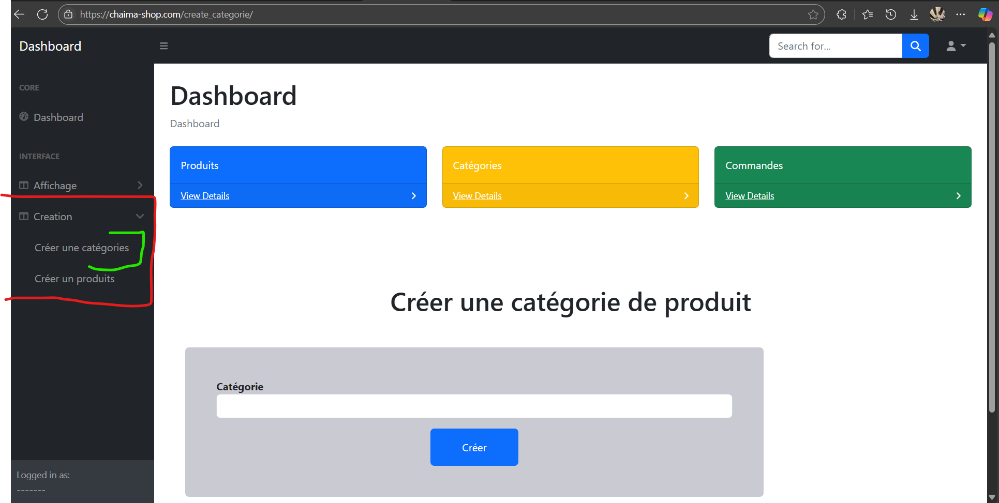 https://chaima-shop.com/create_categorie/
Dashboard
Search for...
CORE
Dashboard
INTERFACE
Affichage
Creation
Créer une catégories
Créer un produits
Logged in as:
-------
Dashboard
Dashboard
Produits
View Details
Catégories
View Details
Commandes
View Details
Créer une catégorie de produit
Catégorie
Créer